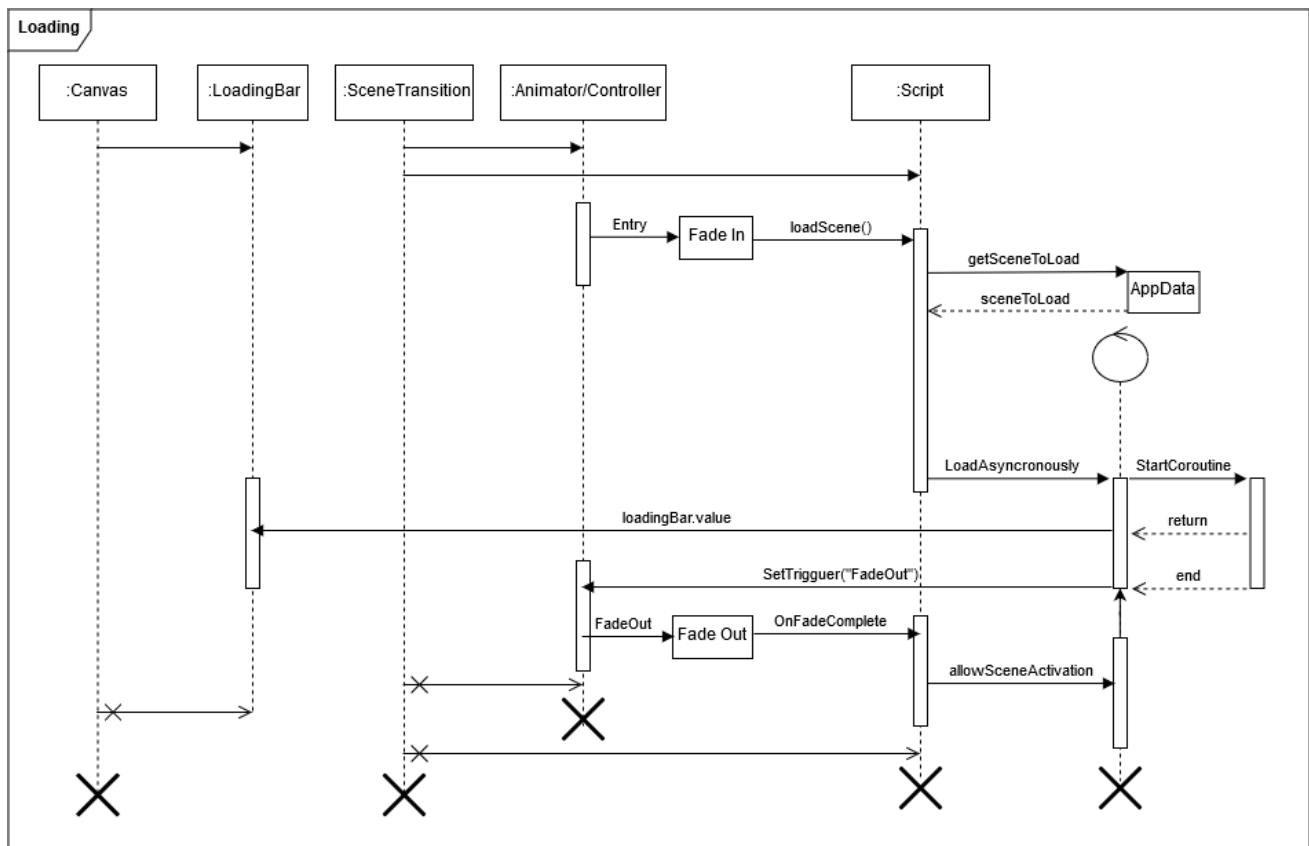 Loading
:Canvas
:LoadingBar
:SceneTransition
:Animator/Controller
:Script
Entry
Fade In
loadScene()
getSceneToLoad
AppData
sceneToLoad
LoadAsyncronously
StartCoroutine
loadingBar.value
return
SetTrigguer("FadeOut")
end
FadeOut
Fade Out
OnFadeComplete
allowSceneActivation